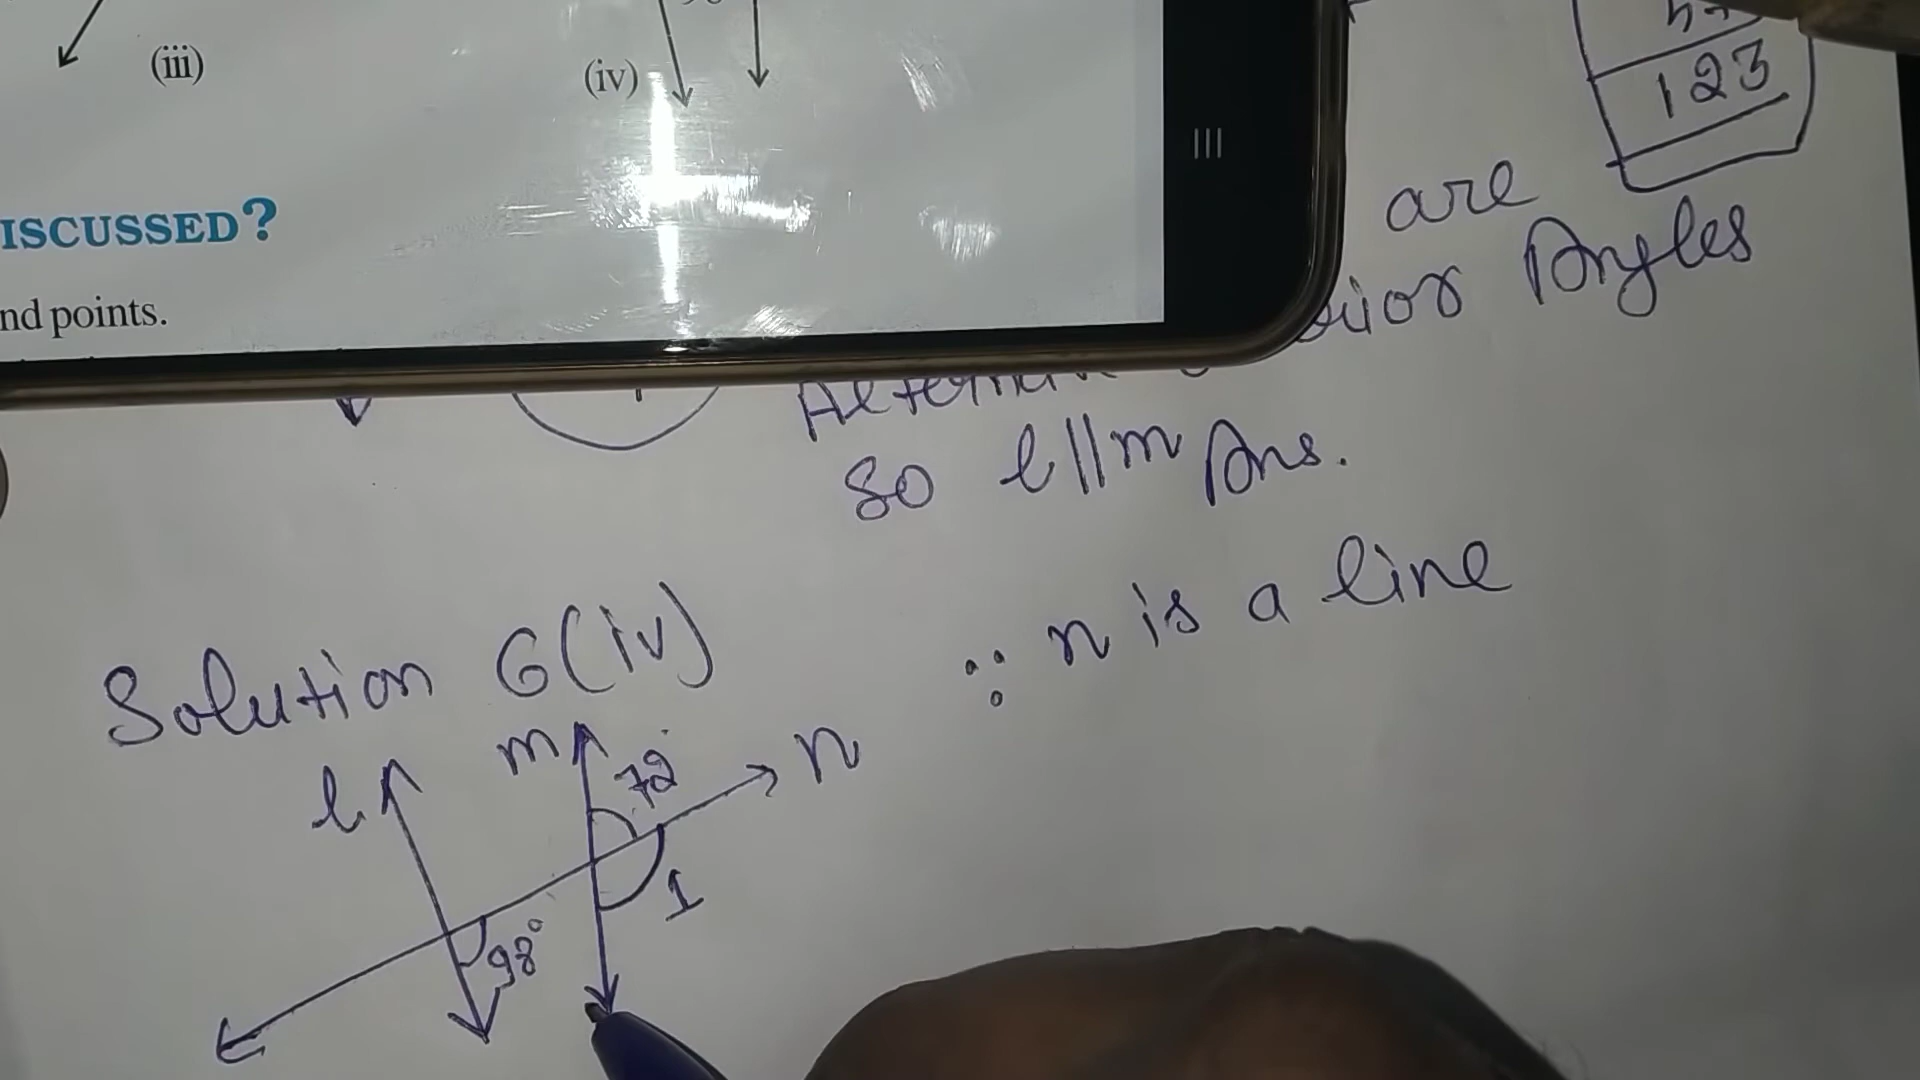 (iii)
(iv)
123
ISCUSSED?
nd points.
are
Angles
so l||m Ans.
Solution 6(iv)
∵ n is a line
l
m
72°
n
1
98°